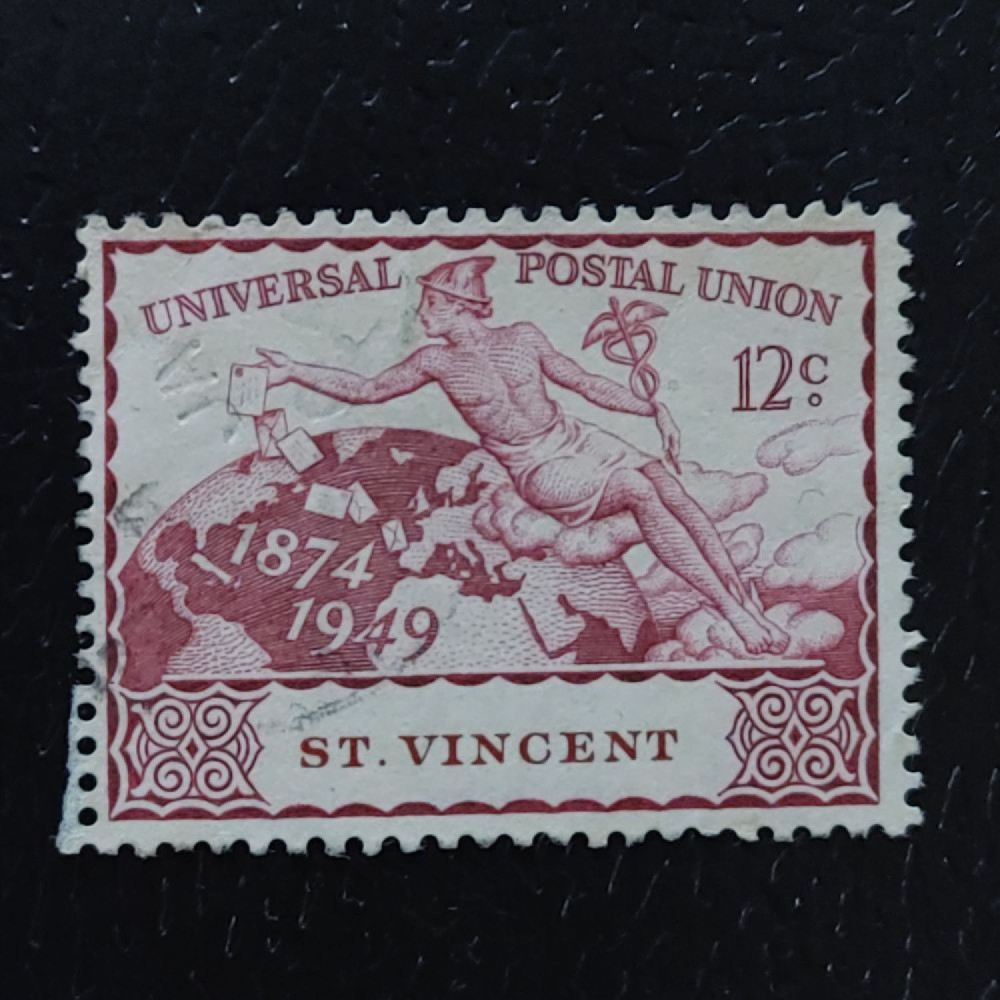 UNIVERSAL POSTAL UNION
12c
1874
1949
ST. VINCENT